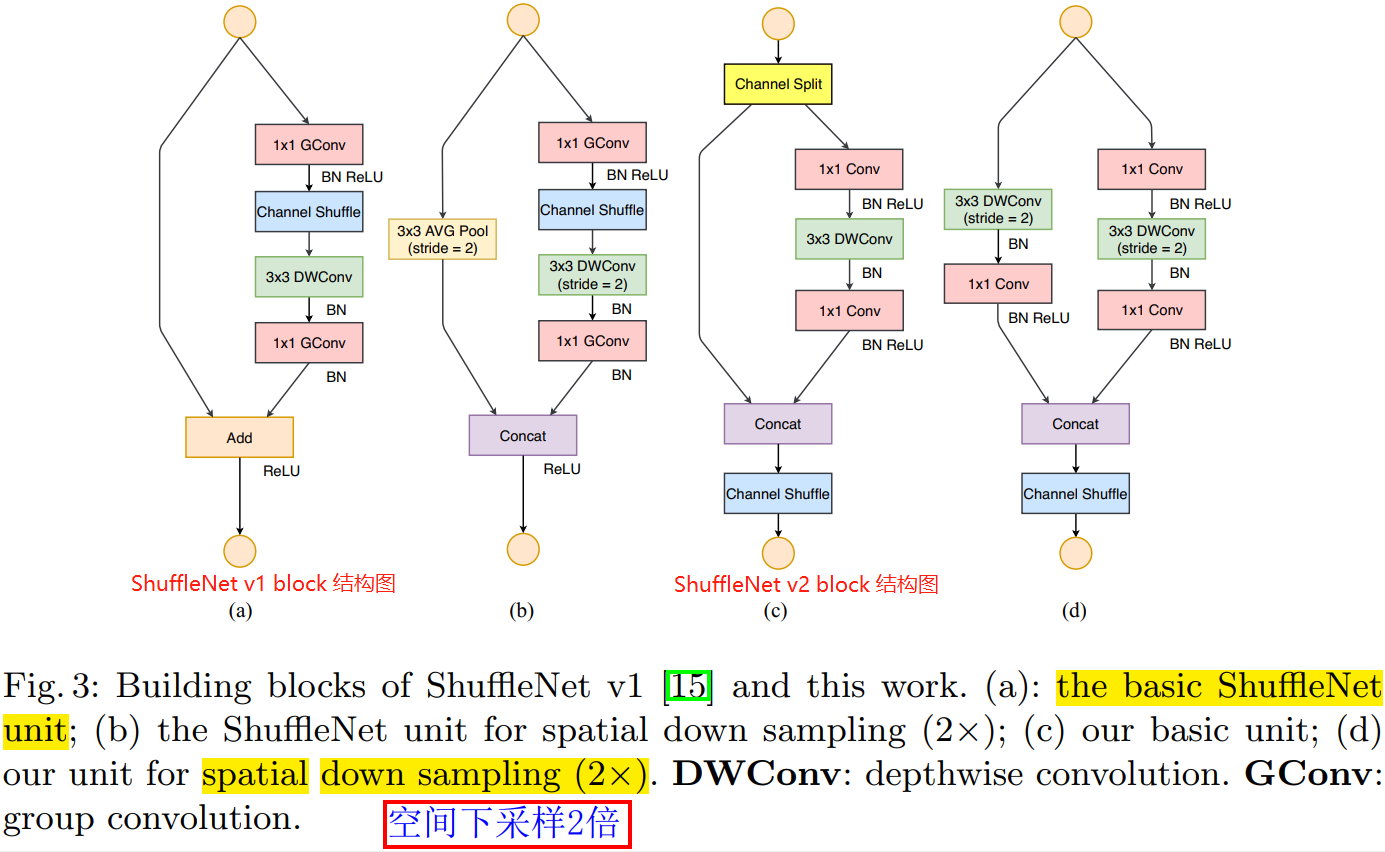 1x1 GConv
BN ReLU
Channel Shuffle
3x3 DWConv
BN
1x1 GConv
BN
Add
ReLU
ShuffleNet v1 block 结构图
(a)
3x3 AVG Pool
(stride = 2)
1x1 GConv
BN ReLU
Channel Shuffle
3x3 DWConv
(stride = 2)
BN
1x1 GConv
BN
Concat
ReLU
(b)
Channel Split
1x1 Conv
BN ReLU
3x3 DWConv
BN
1x1 Conv
BN ReLU
Concat
Channel Shuffle
ShuffleNet v2 block 结构图
(c)
3x3 DWConv
(stride = 2)
BN
1x1 Conv
BN ReLU
1x1 Conv
BN ReLU
3x3 DWConv
(stride = 2)
BN
1x1 Conv
BN ReLU
Concat
Channel Shuffle
(d)
Fig. 3: Building blocks of ShuffleNet v1 [15] and this work. (a): the basic ShuffleNet
unit; (b) the ShuffleNet unit for spatial down sampling (2×); (c) our basic unit; (d)
our unit for spatial down sampling (2×). DWConv: depthwise convolution. GConv:
group convolution.
空间下采样2倍